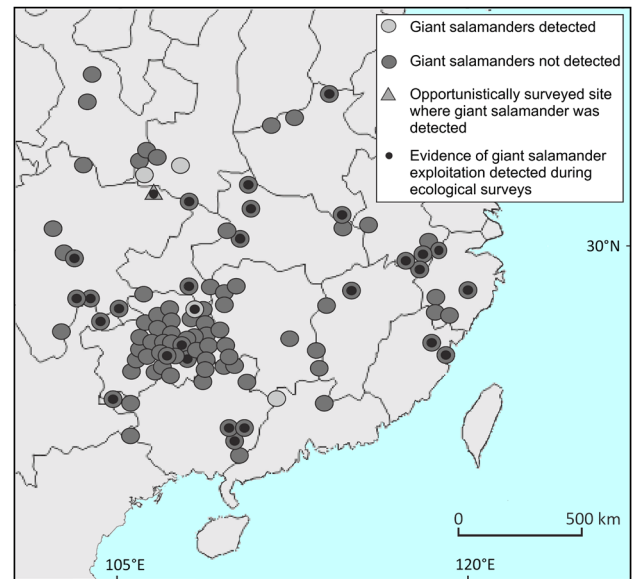 Giant salamanders detected
Giant salamanders not detected
Opportunistically surveyed site
where giant salamander was
detected
Evidence of giant salamander
exploitation detected during
ecological surveys
30°N
0 500 km
105°E 120°E